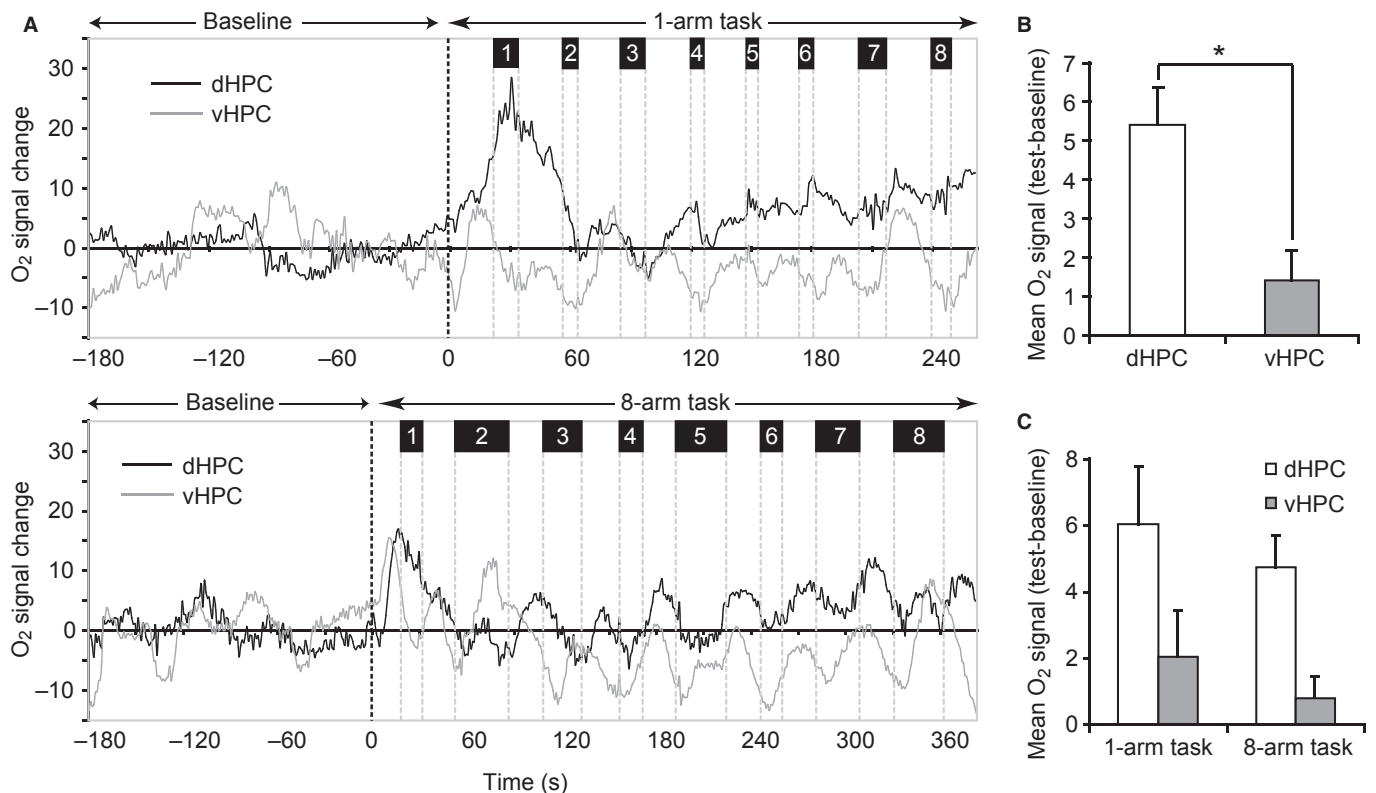 A
Baseline
1-arm task
1 2 3 4 5 6 7 8
dHPC
vHPC
O₂ signal change
30
20
10
0
–10
–180 –120 –60 0 60 120 180 240
Baseline
8-arm task
1 2 3 4 5 6 7 8
dHPC
vHPC
O₂ signal change
30
20
10
0
–10
–180 –120 –60 0 60 120 180 240 300 360
Time (s)
B
*
Mean O₂ signal (test-baseline)
7
6
5
4
3
2
1
0
dHPC vHPC
C
dHPC
vHPC
Mean O₂ signal (test-baseline)
8
6
4
2
0
1-arm task 8-arm task